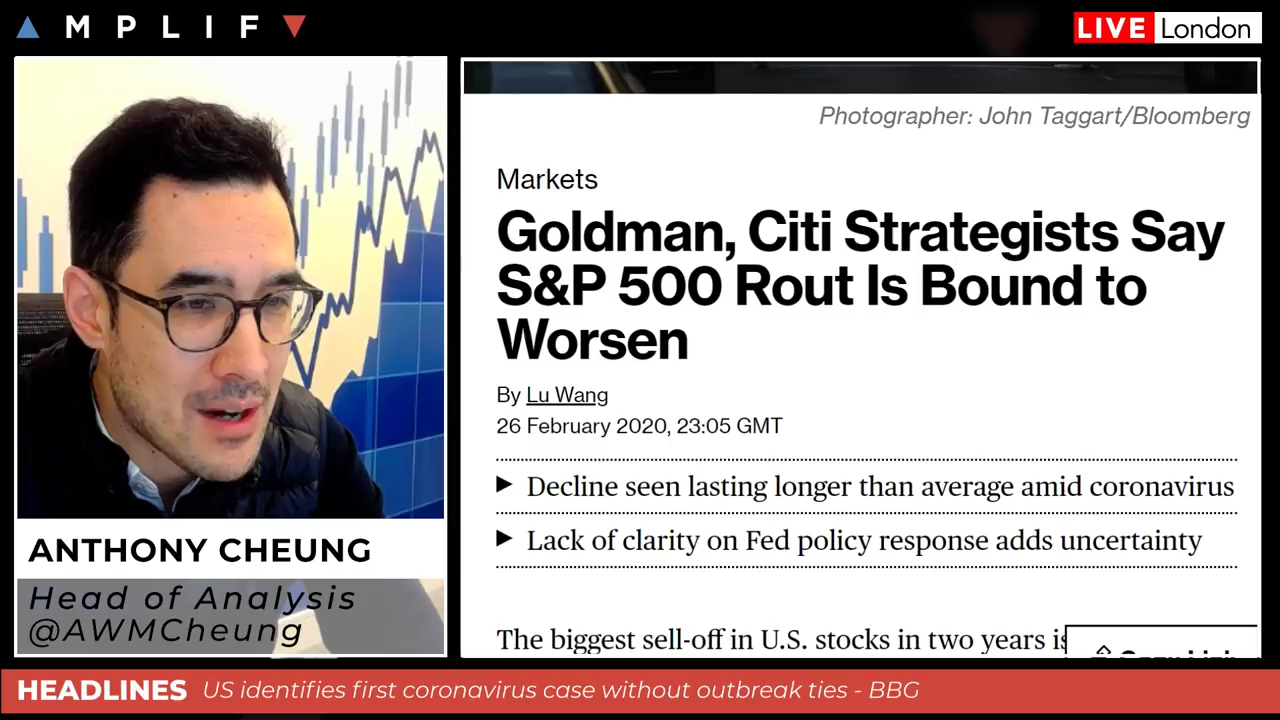 AMPLIFY
LIVE London
Photographer: John Taggart/Bloomberg
Markets
Goldman, Citi Strategists Say
S&P 500 Rout Is Bound to
Worsen
By Lu Wang
26 February 2020, 23:05 GMT
Decline seen lasting longer than average amid coronavirus
Lack of clarity on Fed policy response adds uncertainty
The biggest sell-off in U.S. stocks in two years is
ANTHONY CHEUNG
Head of Analysis
@AWMCheung
HEADLINES US identifies first coronavirus case without outbreak ties - BBG